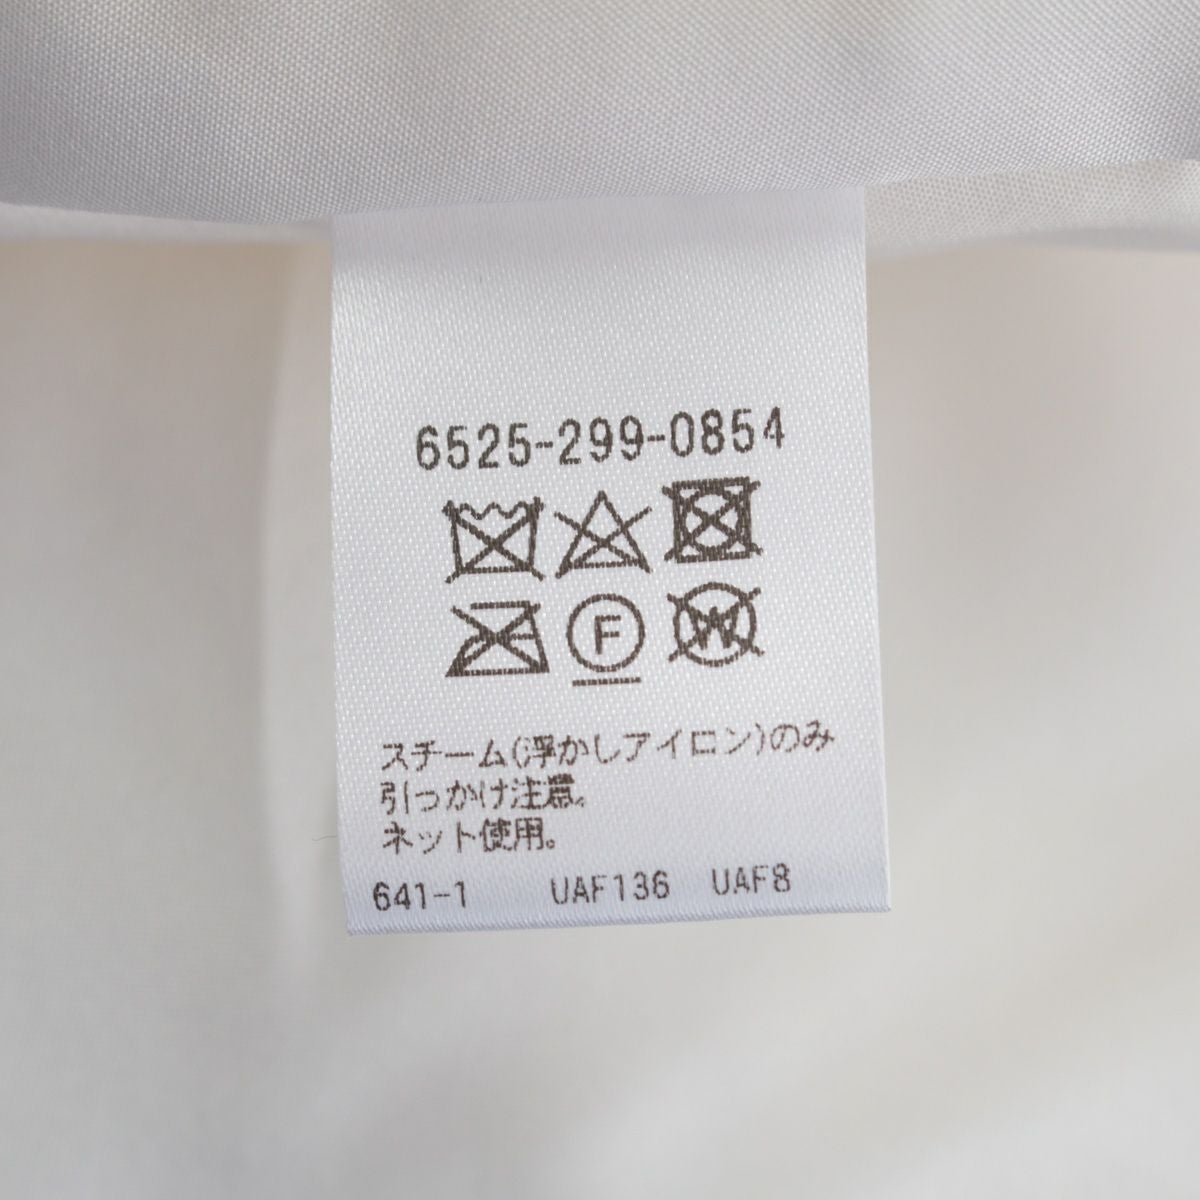 6525-299-0854
F
W
スチーム(浮かしアイロン)のみ
引っかけ注意。
ネット使用。
641-1 UAF136 UAF8